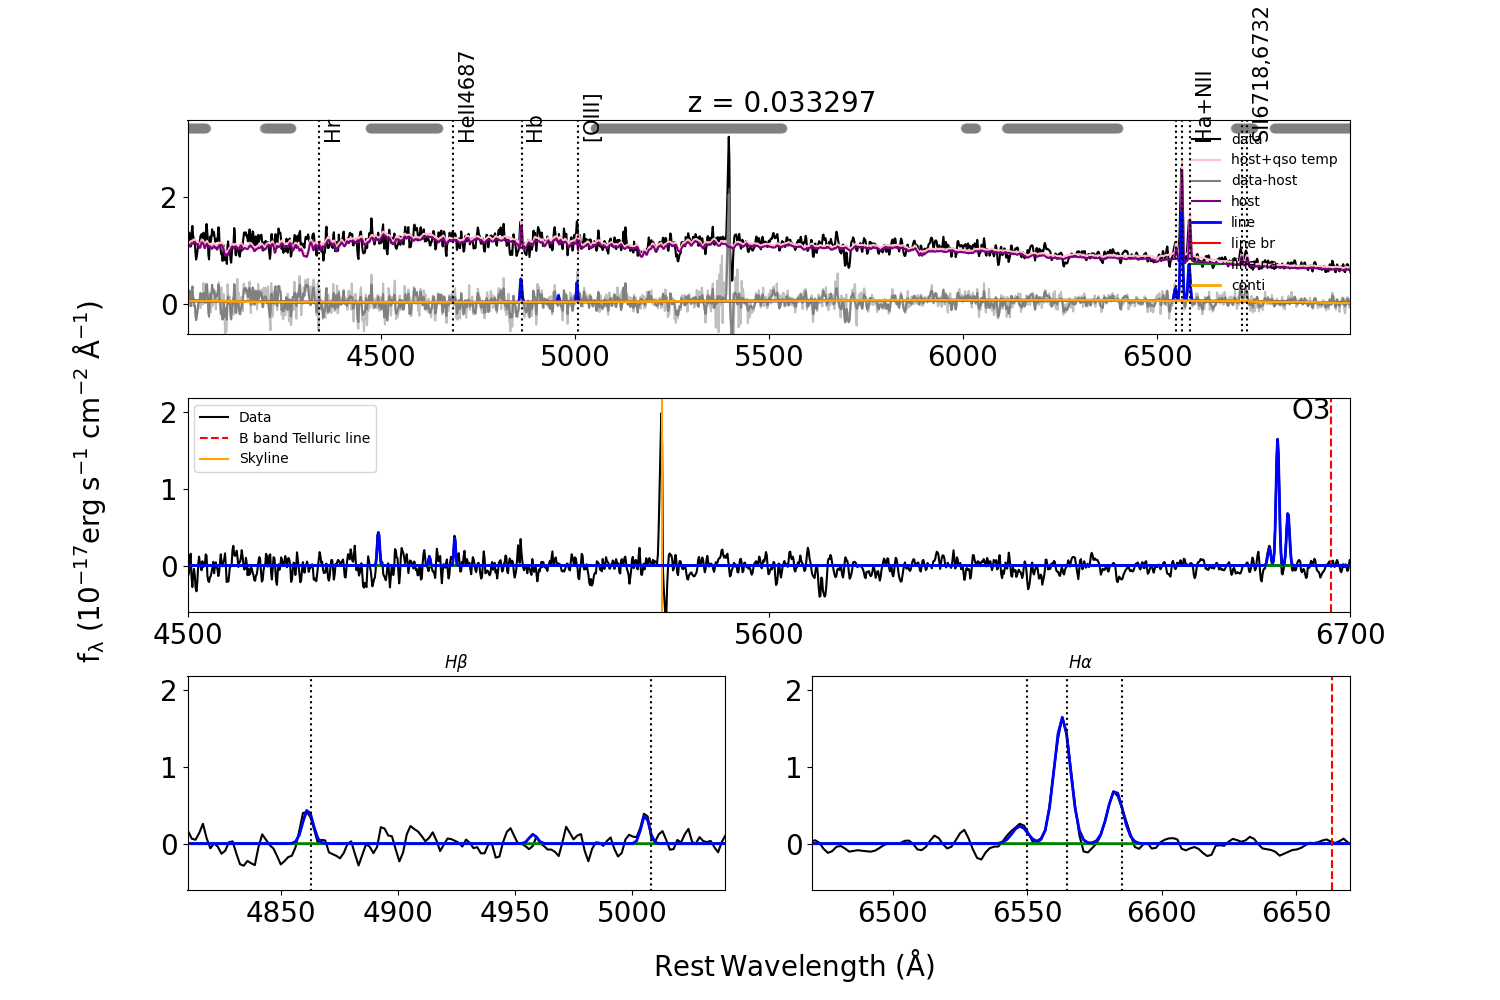 z = 0.033297
Hr
HeII4687
Hb
[OIII]
Ha+NII
SII6718,6732
data
host+qso temp
data-host
host
line
line br
conti
2
0
4500 5000 5500 6000 6500
f_λ (10^−17 erg s^−1 cm^−2 Å^−1)
Data
B band Telluric line
Skyline
O3
2
1
0
4500 5600 6700
Hβ
2
1
0
4850 4900 4950 5000
Hα
2
1
0
6500 6550 6600 6650
Rest Wavelength (Å)